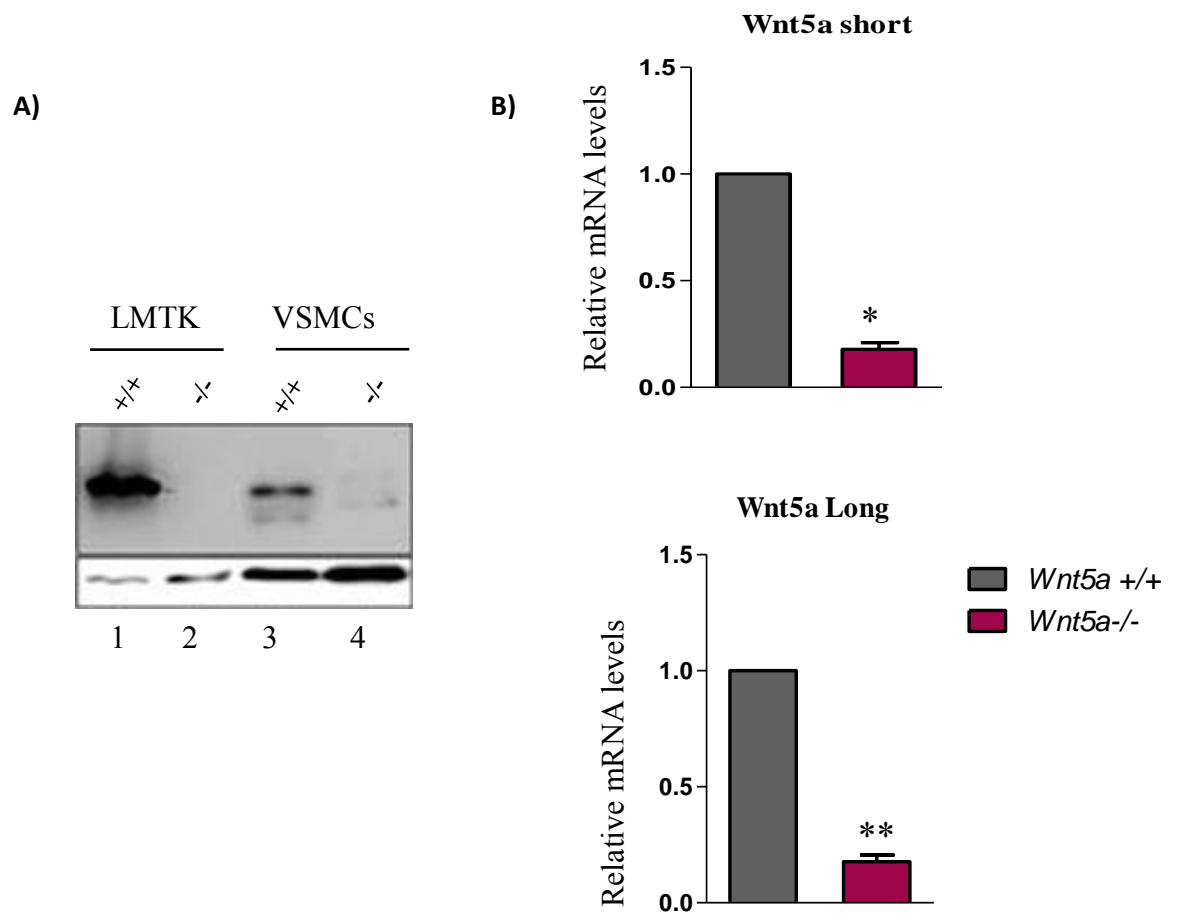 A)
LMTK VSMCs
+/+ -/- +/+ -/-
1 2 3 4
B)
Wnt5a short
Relative mRNA levels
1.5
1.0
0.5
0.0
*
Wnt5a Long
Relative mRNA levels
1.5
1.0
0.5
0.0
**
Wnt5a +/+
Wnt5a-/-